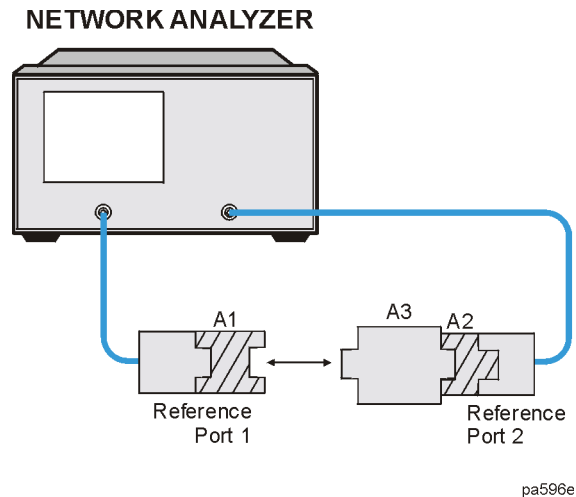 NETWORK ANALYZER
A1
A3
A2
Reference
Port 1
Reference
Port 2
pa596e